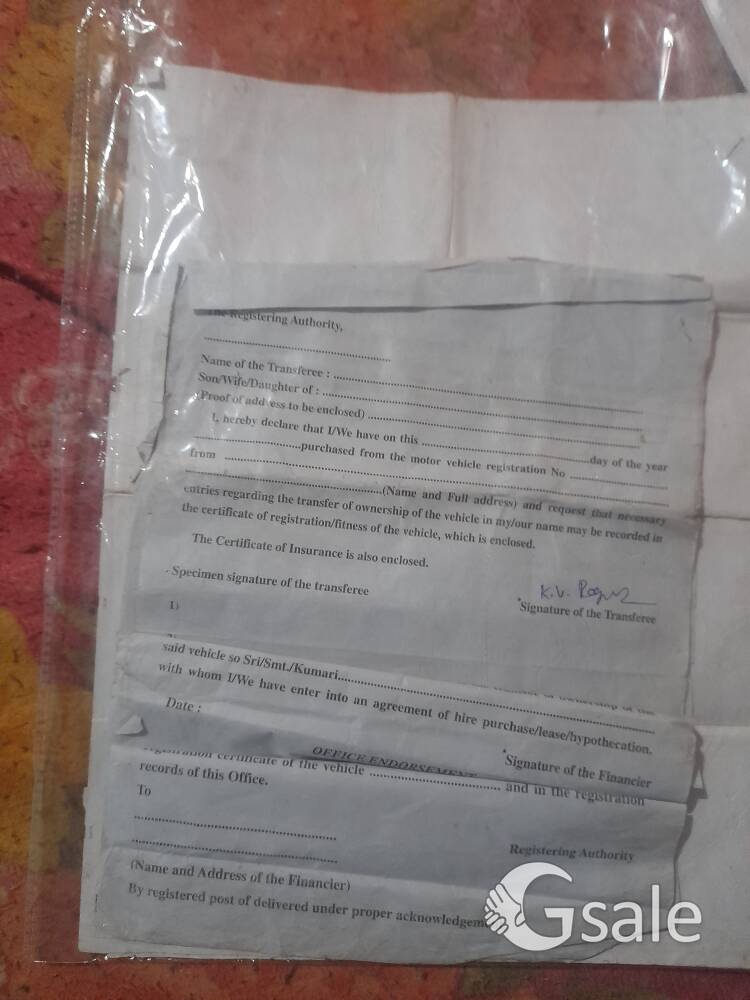 The Registering Authority,
........................................................
Name of the Transferee : ........................................................
Son/Wife/Daughter of : ........................................................
(Proof of add ess to be enclosed) ........................................................
I, hereby declare that I/We have on this ........................................day of the year
................................purchased from the motor vehicle registration No ........................
from ........................................................
........................................................(Name and Full address) and request that necessary
entries regarding the transfer of ownership of the vehicle in my/our name may be recorded in
the certificate of registration/fitness of the vehicle, which is enclosed.
The Certificate of Insurance is also enclosed.
- Specimen signature of the transferee
K.V.
1)
Signature of the Transferee
said vehicle so Sri/Smt./Kumari........................................................
with whom I/We have enter into an agreement of hire purchase/lease/hypothecation.
Date :
Signature of the Financier
OFFICE ENDORSEMENT
registration certificate of the vehicle ........................................ and in the registration
records of this Office.
To
........................................................
........................................................
Registering Authority
(Name and Address of the Financier)
By registered post of delivered under proper
Gsale